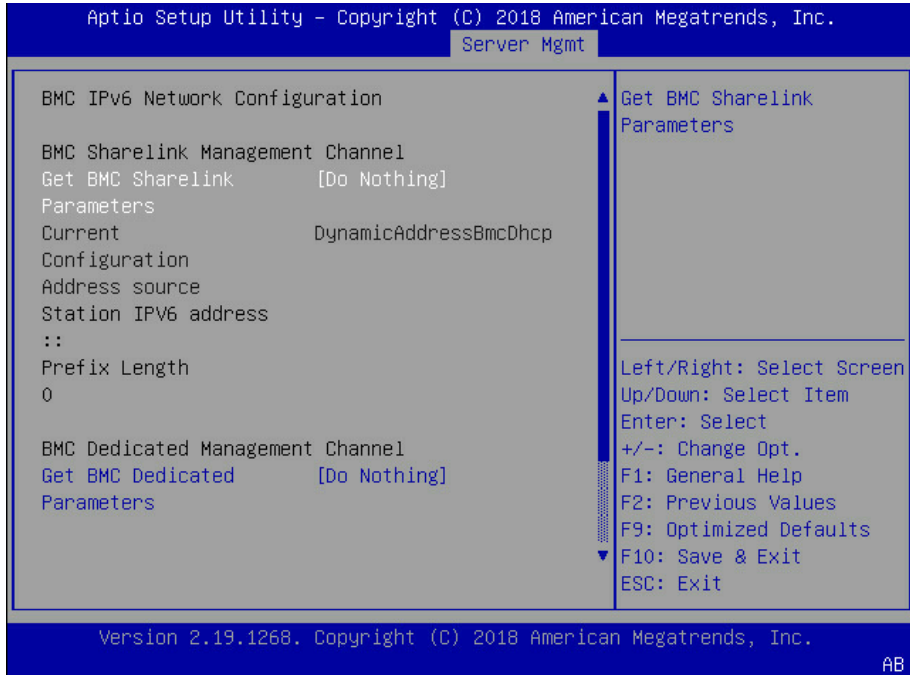 Aptio Setup Utility – Copyright (C) 2018 American Megatrends, Inc.
Server Mgmt
BMC IPv6 Network Configuration
BMC Sharelink Management Channel
Get BMC Sharelink [Do Nothing]
Parameters
Current DynamicAddressBmcDhcp
Configuration
Address source
Station IPV6 address
::
Prefix Length
0
BMC Dedicated Management Channel
Get BMC Dedicated [Do Nothing]
Parameters
Get BMC Sharelink
Parameters
Left/Right: Select Screen
Up/Down: Select Item
Enter: Select
+/-: Change Opt.
F1: General Help
F2: Previous Values
F9: Optimized Defaults
F10: Save & Exit
ESC: Exit
Version 2.19.1268. Copyright (C) 2018 American Megatrends, Inc.
AB